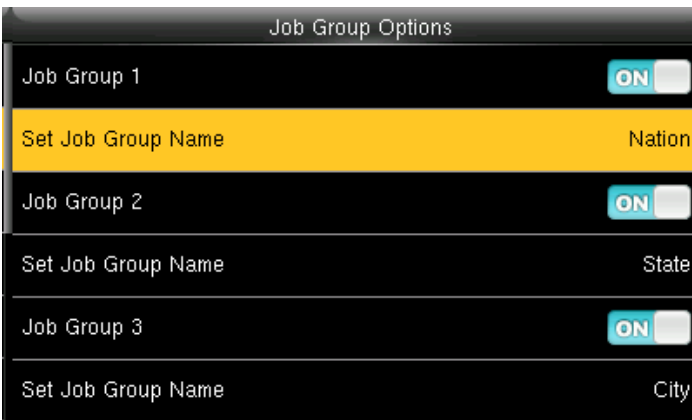 Job Group Options
Job Group 1 ON
Set Job Group Name Nation
Job Group 2 ON
Set Job Group Name State
Job Group 3 ON
Set Job Group Name City